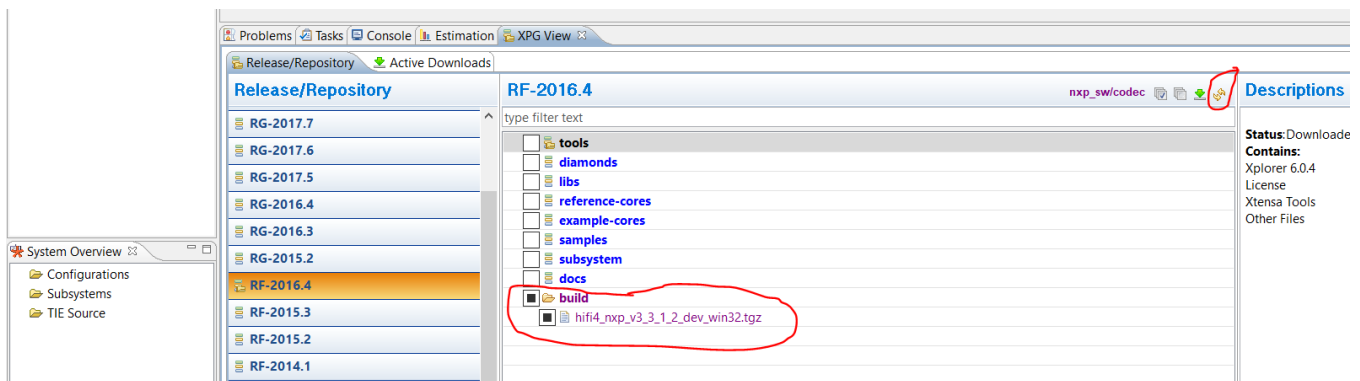 Problems Tasks Console Estimation XPG View
Release/Repository Active Downloads
Release/Repository
RG-2017.7
RG-2017.6
RG-2017.5
RG-2016.4
RG-2016.3
RG-2015.2
RF-2016.4
RF-2015.3
RF-2015.2
RF-2014.1
RF-2016.4 nxp_sw/codec
type filter text
tools
diamonds
libs
reference-cores
example-cores
samples
subsystem
docs
build
hifi4_nxp_v3_3_1_2_dev_win32.tgz
Descriptions
Status:Downloade
Contains:
Xplorer 6.0.4
License
Xtensa Tools
Other Files
System Overview
Configurations
Subsystems
TIE Source